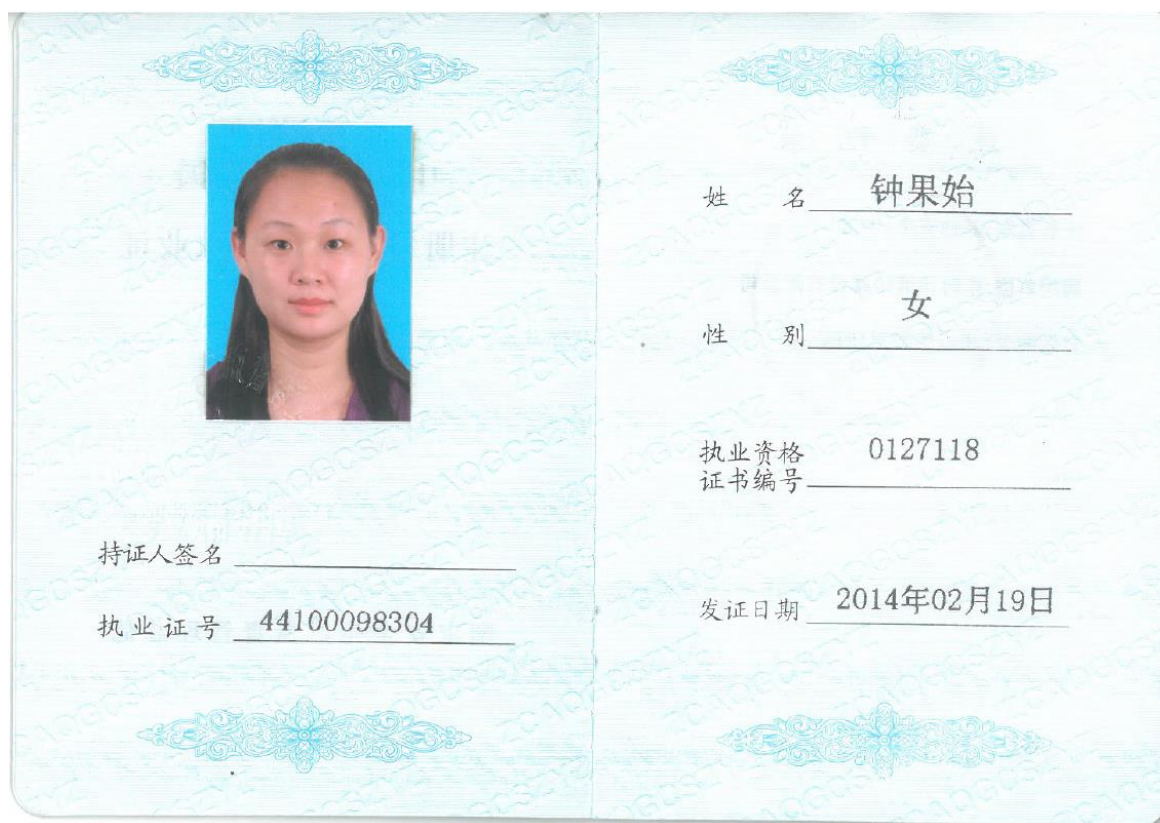 持证人签名
执业证号 44100098304
姓 名 钟果始
性 别 女
执业资格 0127118
证书编号
发证日期 2014年02月19日